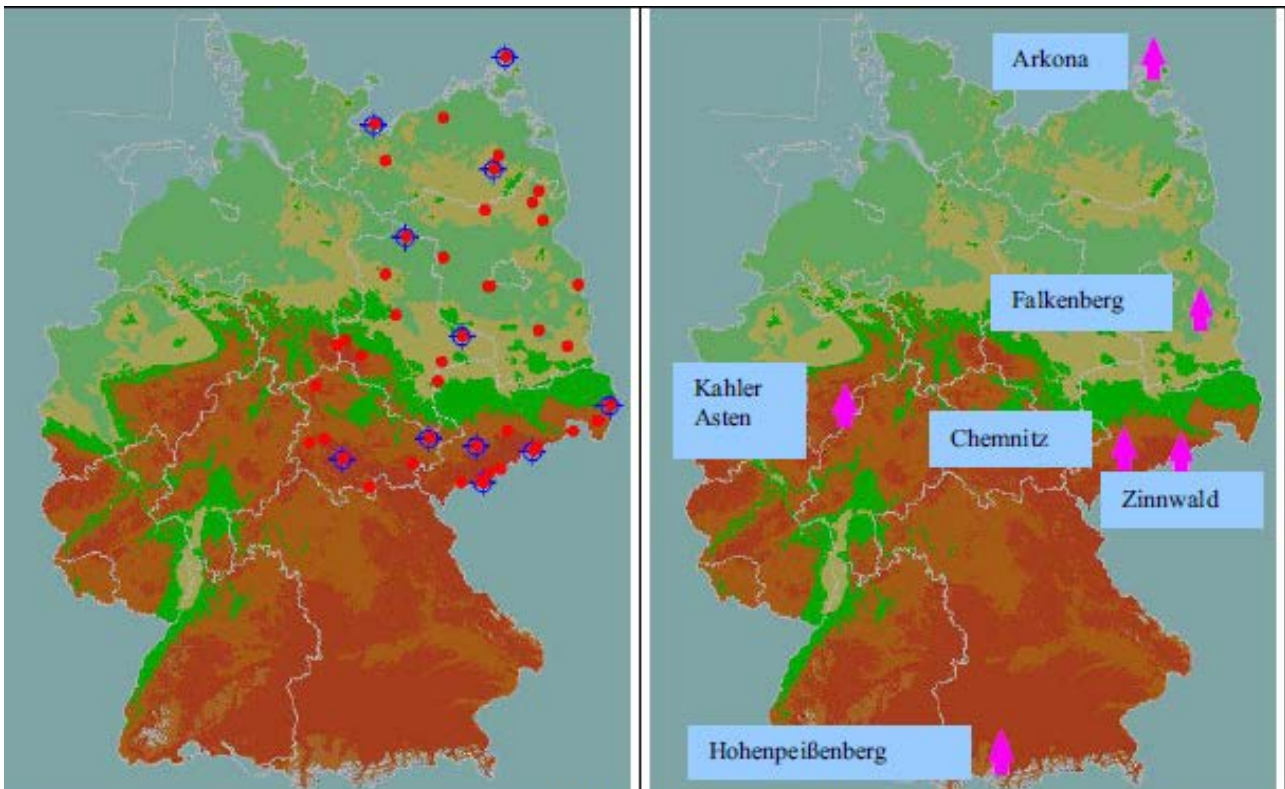 Arkona
Falkenberg
Kahler
Asten
Chemnitz
Zinnwald
Hohenpeißenberg